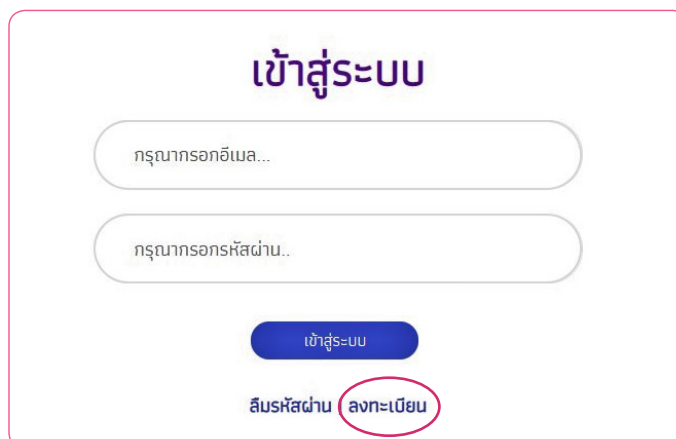 เข้าสู่ระบบ
กรุณากรอกอีเมล...
กรุณากรอกรหัสผ่าน..
เข้าสู่ระบบ
ลืมรหัสผ่าน | ลงทะเบียน